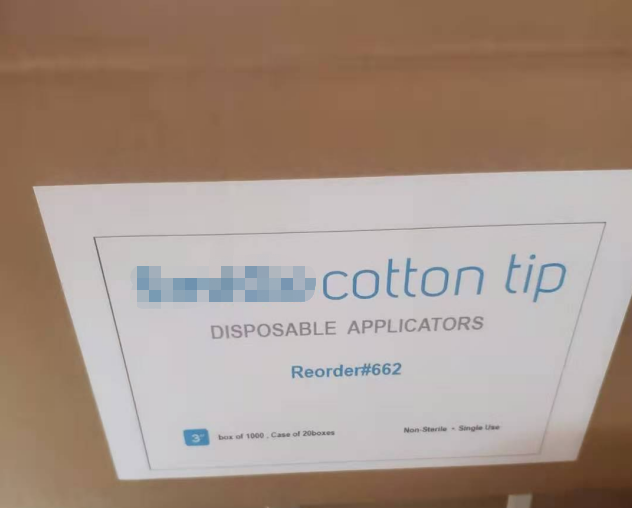 cotton tip
DISPOSABLE APPLICATORS
Reorder#662
3" box of 1000 , Case of 20boxes Non-Sterile - Single Use